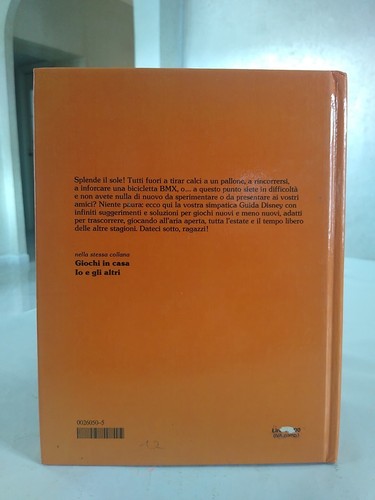 Splende il sole! Tutti fuori a tirar calci a un pallone, a rincorrersi,
a inforcare una bicicletta BMX, o... a questo punto siete in difficoltà
e non avete nulla di nuovo da sperimentare o da presentare ai vostri
amici? Niente paura: ecco qui la vostra simpatica Guida Disney con
infiniti suggerimenti e soluzioni per giochi nuovi e meno nuovi, adatti
per trascorrere, giocando all'aria aperta, tutta l'estate e il tempo libero
delle altre stagioni. Dateci sotto, ragazzi!
nella stessa collana
Giochi in casa
Io e gli altri
0026050-5